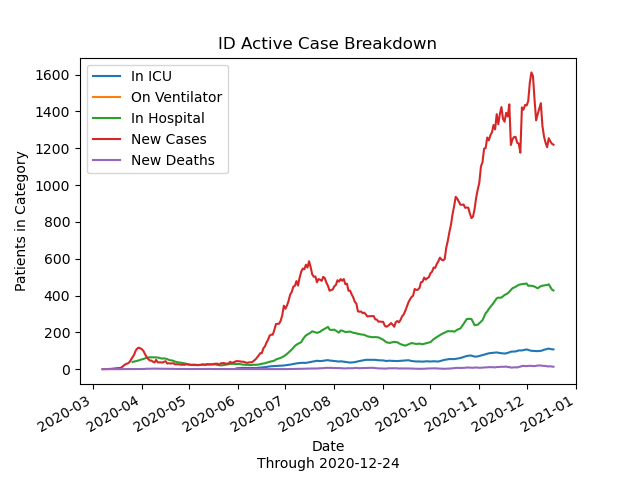 ID Active Case Breakdown
In ICU
On Ventilator
In Hospital
New Cases
New Deaths
Patients in Category
1600
1400
1200
1000
800
600
400
200
0
2020-03
2020-04
2020-05
2020-06
2020-07
2020-08
2020-09
2020-10
2020-11
2020-12
2021-01
Date
Through 2020-12-24